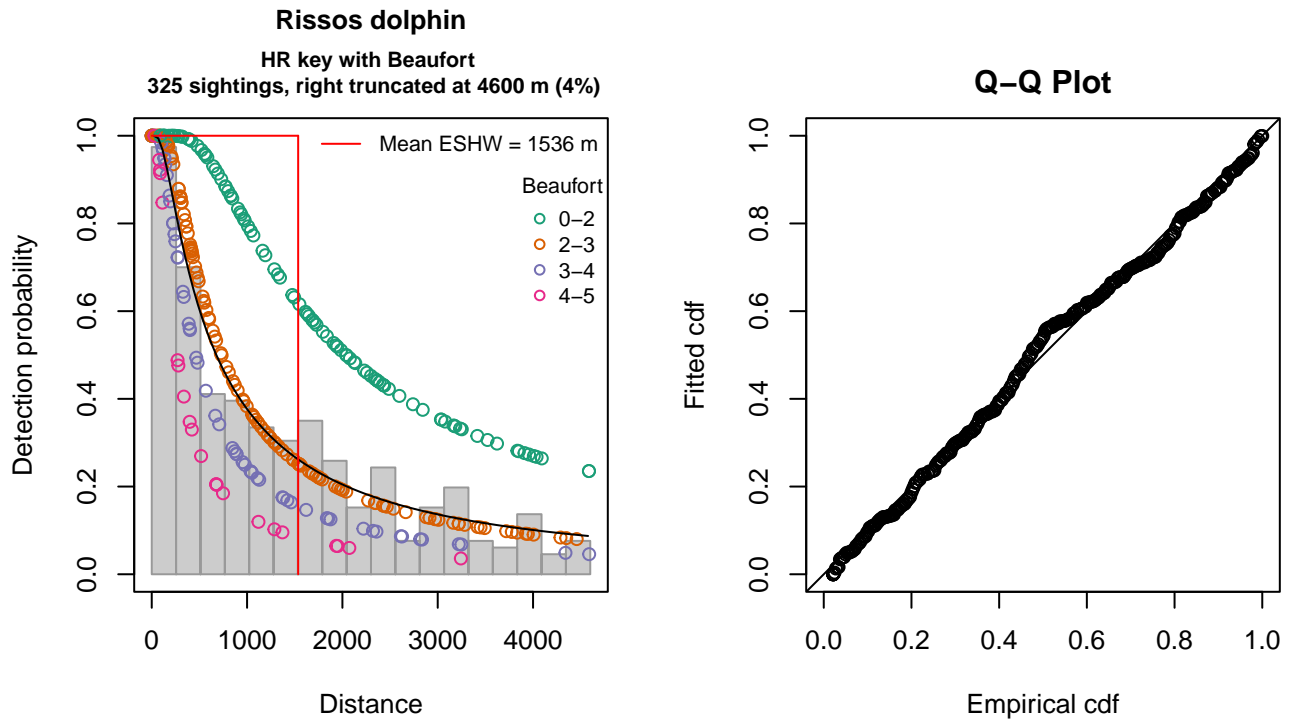 Rissos dolphin
HR key with Beaufort
325 sightings, right truncated at 4600 m (4%)
Mean ESHW = 1536 m
Beaufort
0−2
2−3
3−4
4−5
Detection probability
0.0 0.2 0.4 0.6 0.8 1.0
0 1000 2000 3000 4000
Distance
Q−Q Plot
Fitted cdf
0.0 0.2 0.4 0.6 0.8 1.0
0.0 0.2 0.4 0.6 0.8 1.0
Empirical cdf